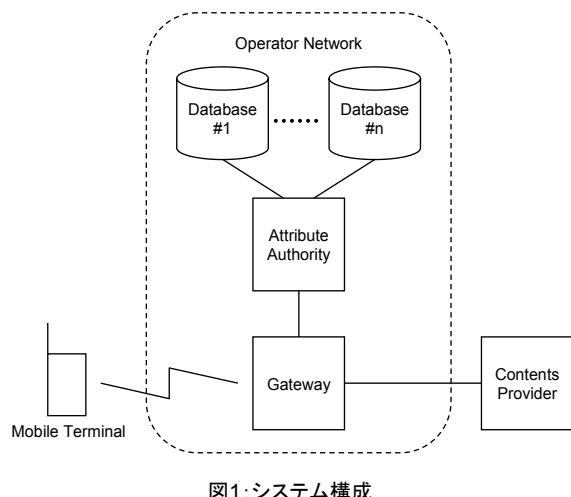 Operator Network
Database
#1
Database
#n
Attribute
Authority
Gateway
Contents
Provider
Mobile Terminal
図1:システム構成